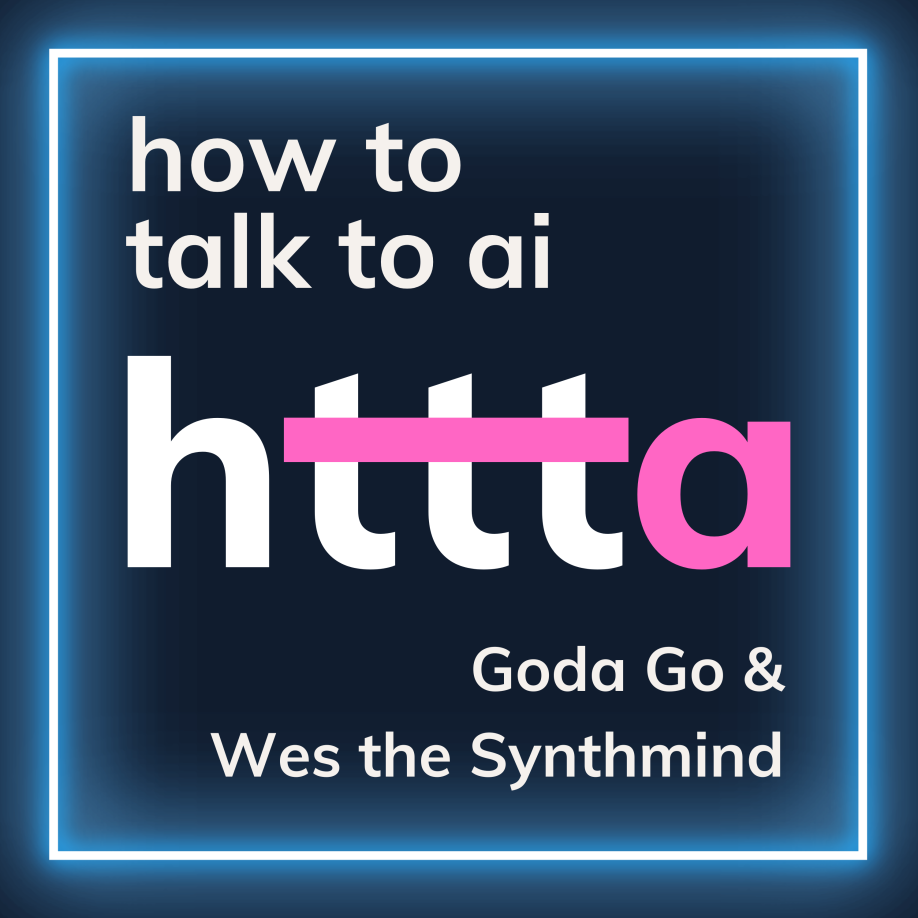 how to
talk to ai
httta
Goda Go &
Wes the Synthmind